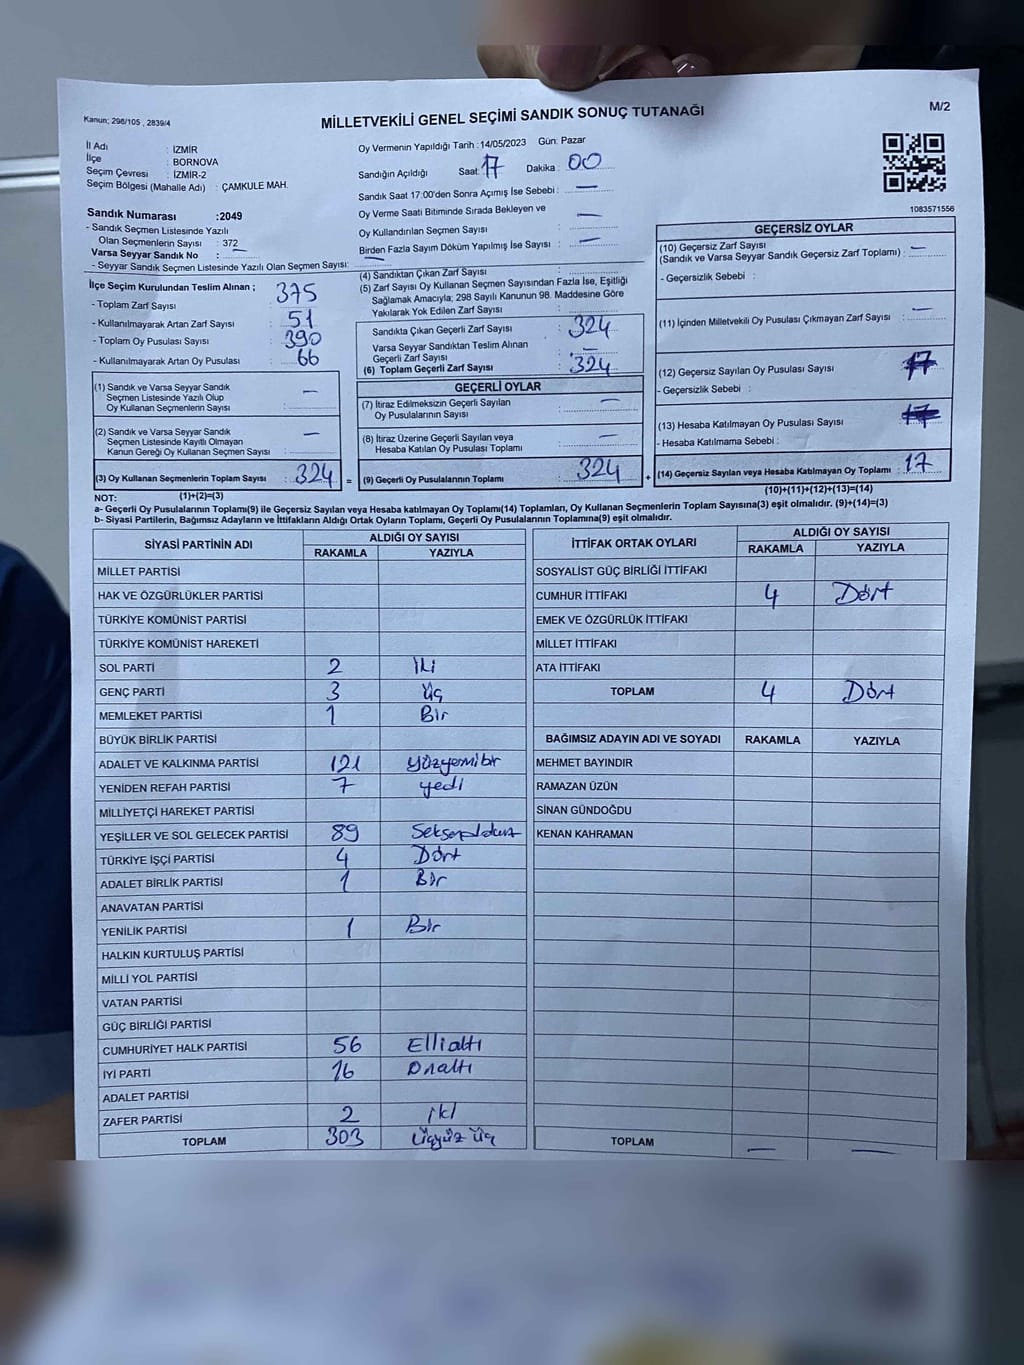 Kanun; 298/105 , 2839/4
MİLLETVEKİLİ GENEL SEÇİMİ SANDIK SONUÇ TUTANAĞI
M/2
İl Adı : İZMİR
İlçe : BORNOVA
Seçim Çevresi : İZMİR-2
Seçim Bölgesi (Mahalle Adı) : ÇAMKULE MAH.
Sandık Numarası :2049
- Sandık Seçmen Listesinde Yazılı
Olan Seçmenlerin Sayısı : 372
Varsa Seyyar Sandık No :
- Seyyar Sandık Seçmen Listesinde Yazılı Olan Seçmen Sayısı:
Oy Vermenin Yapıldığı Tarih :14/05/2023 Gün: Pazar
Sandığın Açıldığı Saat: 17 Dakika : 00
Sandık Saat 17:00'den Sonra Açımış İse Sebebi : —
Oy Verme Saati Bitiminde Sırada Bekleyen ve
Oy Kullandırılan Seçmen Sayısı : —
Birden Fazla Sayım Döküm Yapılmış İse Sayısı : —
1083571556
İlçe Seçim Kurulundan Teslim Alınan ;
- Toplam Zarf Sayısı : 375
- Kullanılmayarak Artan Zarf Sayısı : 51
- Toplam Oy Pusulası Sayısı : 390
- Kullanılmayarak Artan Oy Pusulası : 66
(1) Sandık ve Varsa Seyyar Sandık
Seçmen Listesinde Yazılı Olup
Oy Kullanan Seçmenlerin Sayısı : —
(2) Sandık ve Varsa Seyyar Sandık
Seçmen Listesinde Kayıtlı Olmayan
Kanun Gereği Oy Kullanan Seçmen Sayısı : —
(3) Oy Kullanan Seçmenlerin Toplam Sayısı : 324 =
(1)+(2)=(3)
(4) Sandıktan Çıkan Zarf Sayısı :
(5) Zarf Sayısı Oy Kullanan Seçmen Sayısından Fazla İse, Eşitliği
Sağlamak Amacıyla; 298 Sayılı Kanunun 98. Maddesine Göre
Yakılarak Yok Edilen Zarf Sayısı :
Sandıkta Çıkan Geçerli Zarf Sayısı : 324
Varsa Seyyar Sandıktan Teslim Alınan
Geçerli Zarf Sayısı : —
(6) Toplam Geçerli Zarf Sayısı : 324
GEÇERLİ OYLAR
(7) İtiraz Edilmeksizin Geçerli Sayılan
Oy Pusulalarının Sayısı : —
(8) İtiraz Üzerine Geçerli Sayılan veya
Hesaba Katılan Oy Pusulası Toplamı : —
(9) Geçerli Oy Pusulalarının Toplamı : 324 +
GEÇERSİZ OYLAR
(10) Geçersiz Zarf Sayısı
(Sandık ve Varsa Seyyar Sandık Geçersiz Zarf Toplamı) : —
- Geçersizlik Sebebi :
(11) İçinden Milletvekili Oy Pusulası Çıkmayan Zarf Sayısı : —
(12) Geçersiz Sayılan Oy Pusulası Sayısı
- Geçersizlik Sebebi :
(13) Hesaba Katılmayan Oy Pusulası Sayısı
- Hesaba Katılmama Sebebi :
(14) Geçersiz Sayılan veya Hesaba Katılmayan Oy Toplamı : 17
(10)+(11)+(12)+(13)=(14)
NOT:
a- Geçerli Oy Pusulalarının Toplamı(9) ile Geçersiz Sayılan veya Hesaba katılmayan Oy Toplamı(14) Toplamları, Oy Kullanan Seçmenlerin Toplam Sayısına(3) eşit olmalıdır. (9)+(14)=(3)
b- Siyasi Partilerin, Bağımsız Adayların ve İttifakların Aldığı Ortak Oyların Toplamı, Geçerli Oy Pusulalarının Toplamına(9) eşit olmalıdır.
SİYASİ PARTİNİN ADI ALDIĞI OY SAYISI
RAKAMLA YAZIYLA
MİLLET PARTİSİ
HAK VE ÖZGÜRLÜKLER PARTİSİ
TÜRKİYE KOMÜNİST PARTİSİ
TÜRKİYE KOMÜNİST HAREKETİ
SOL PARTİ 2 iki
GENÇ PARTİ 3 Üç
MEMLEKET PARTİSİ 1 Bir
BÜYÜK BİRLİK PARTİSİ
ADALET VE KALKINMA PARTİSİ 121 yüzyirmibir
YENİDEN REFAH PARTİSİ 7 yedi
MİLLİYETÇİ HAREKET PARTİSİ
YEŞİLLER VE SOL GELECEK PARTİSİ 89 Seksendokuz
TÜRKİYE İŞÇİ PARTİSİ 4 Dört
ADALET BİRLİK PARTİSİ 1 Bir
ANAVATAN PARTİSİ
YENİLİK PARTİSİ 1 Bir
HALKIN KURTULUŞ PARTİSİ
MİLLİ YOL PARTİSİ
VATAN PARTİSİ
GÜÇ BİRLİĞİ PARTİSİ
CUMHURİYET HALK PARTİSİ 56 Ellialtı
İYİ PARTİ 16 Onaltı
ADALET PARTİSİ
ZAFER PARTİSİ 2 iki
TOPLAM 303 Üçyüz üç
İTTİFAK ORTAK OYLARI ALDIĞI OY SAYISI
RAKAMLA YAZIYLA
SOSYALİST GÜÇ BİRLİĞİ İTTİFAKI
CUMHUR İTTİFAKI 4 Dört
EMEK VE ÖZGÜRLÜK İTTİFAKI
MİLLET İTTİFAKI
ATA İTTİFAKI
TOPLAM 4 Dört
BAĞIMSIZ ADAYIN ADI VE SOYADI RAKAMLA YAZIYLA
MEHMET BAYINDIR
RAMAZAN ÜZÜN
SİNAN GÜNDOĞDU
KENAN KAHRAMAN
TOPLAM — —